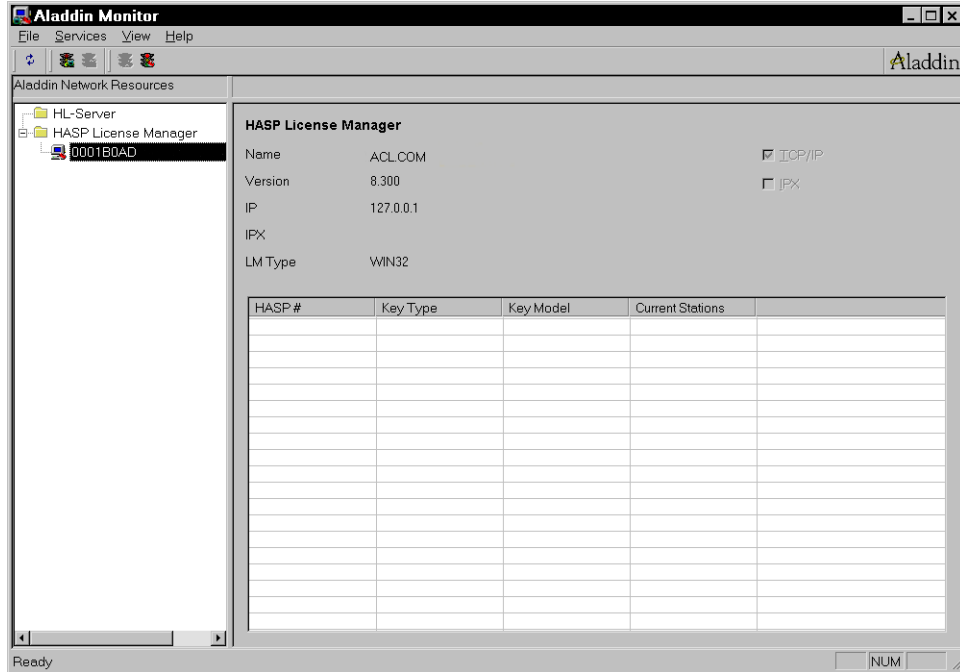 Aladdin Monitor
File Services View Help
Aladdin
Aladdin Network Resources
HL-Server
HASP License Manager
0001B0AD
HASP License Manager
Name ACL.COM
TCP/IP
Version 8.300
IPX
IP 127.0.0.1
IPX
LM Type WIN32
HASP # Key Type Key Model Current Stations
Ready NUM